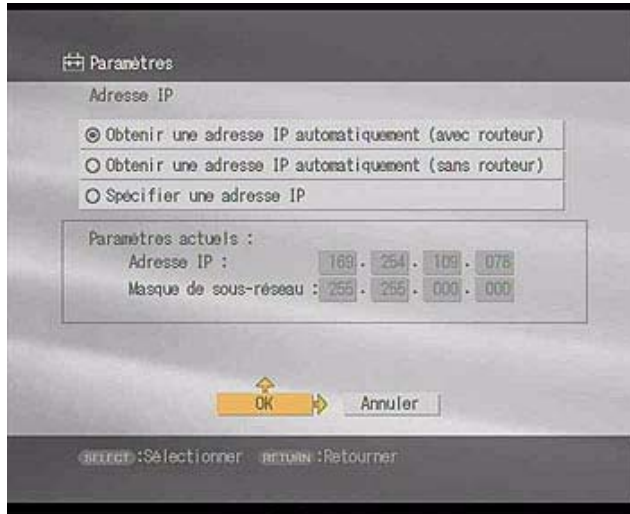 Paramètres
Adresse IP
Obtenir une adresse IP automatiquement (avec routeur)
Obtenir une adresse IP automatiquement (sans routeur)
Spécifier une adresse IP
Paramètres actuels :
Adresse IP : 169. 254. 109. 078
Masque de sous-réseau : 255. 255. 000. 000
OK Annuler
SELECT :Sélectionner RETURN :Retourner